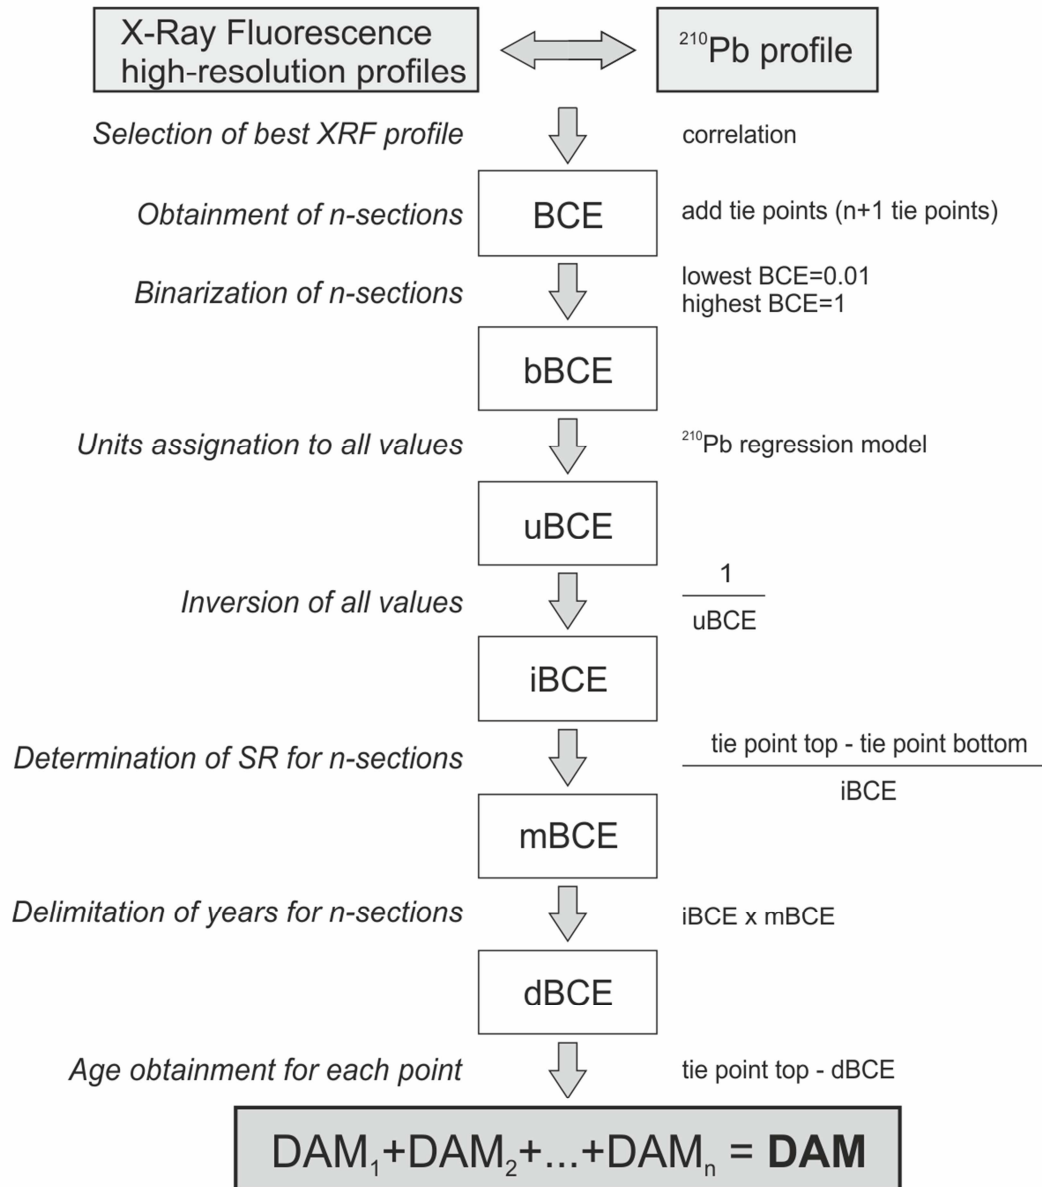 X-Ray Fluorescence
high-resolution profiles
²¹⁰Pb profile
Selection of best XRF profile
correlation
Obtainment of n-sections
BCE
add tie points (n+1 tie points)
Binarization of n-sections
lowest BCE=0.01
highest BCE=1
bBCE
Units assignation to all values
²¹⁰Pb regression model
uBCE
Inversion of all values
1
uBCE
iBCE
Determination of SR for n-sections
tie point top - tie point bottom
iBCE
mBCE
Delimitation of years for n-sections
iBCE x mBCE
dBCE
Age obtainment for each point
tie point top - dBCE
DAM₁+DAM₂+...+DAMₙ = DAM